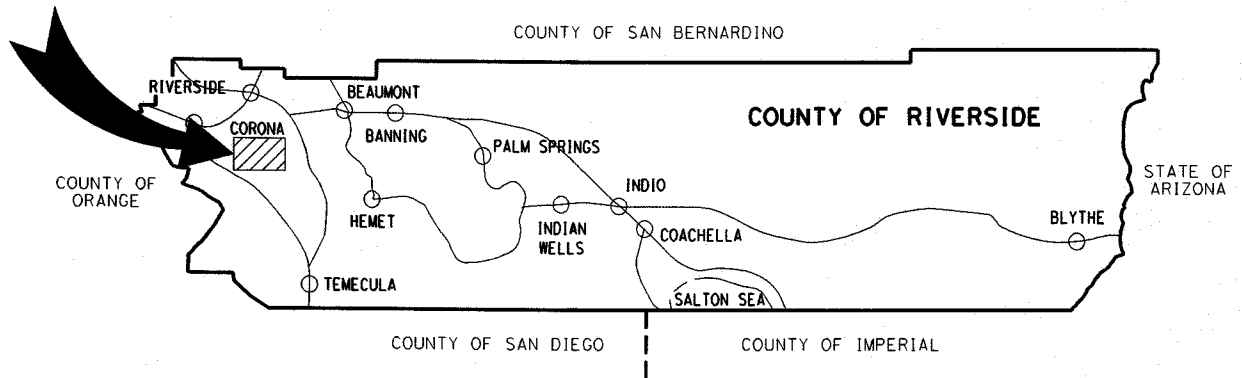 COUNTY OF SAN BERNARDINO
RIVERSIDE
BEAUMONT
COUNTY OF RIVERSIDE
CORONA
BANNING
PALM SPRINGS
STATE OF
ARIZONA
COUNTY OF
ORANGE
INDIO
HEMET
INDIAN
WELLS
COACHELLA
BLYTHE
TEMECULA
SALTON SEA
COUNTY OF SAN DIEGO
COUNTY OF IMPERIAL